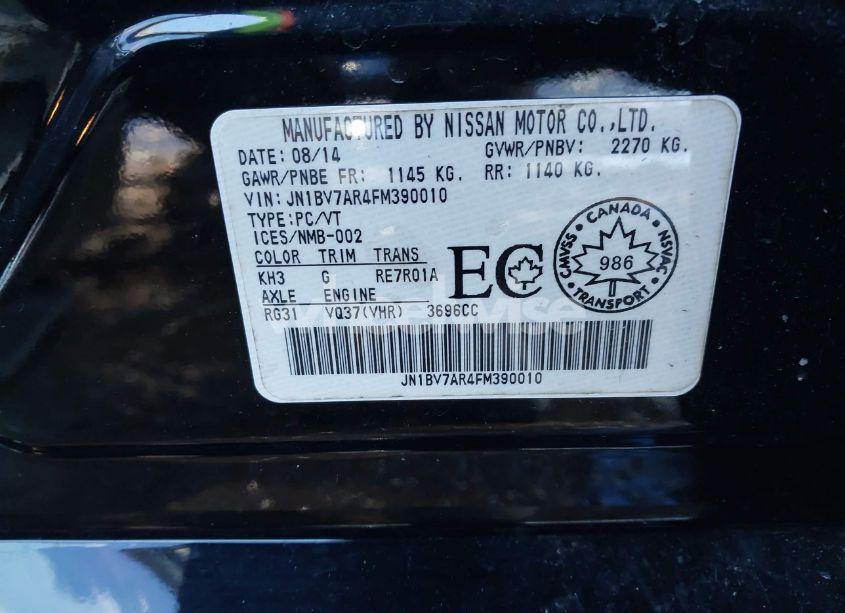 MANUFACTURED BY NISSAN MOTOR CO.,LTD.
DATE: 08/14 GVWR/PNBV: 2270 KG.
GAWR/PNBE FR: 1145 KG. RR: 1140 KG.
VIN: JN1BV7AR4FM390010
TYPE:PC/VT
ICES/NMB-002
COLOR TRIM TRANS
KH3 G RE7R01A
AXLE ENGINE
RG31 VQ37(VHR) 3696CC
EC
CANADA
CMVSS NSVAC
986
TRANSPORT
JN1BV7AR4FM390010